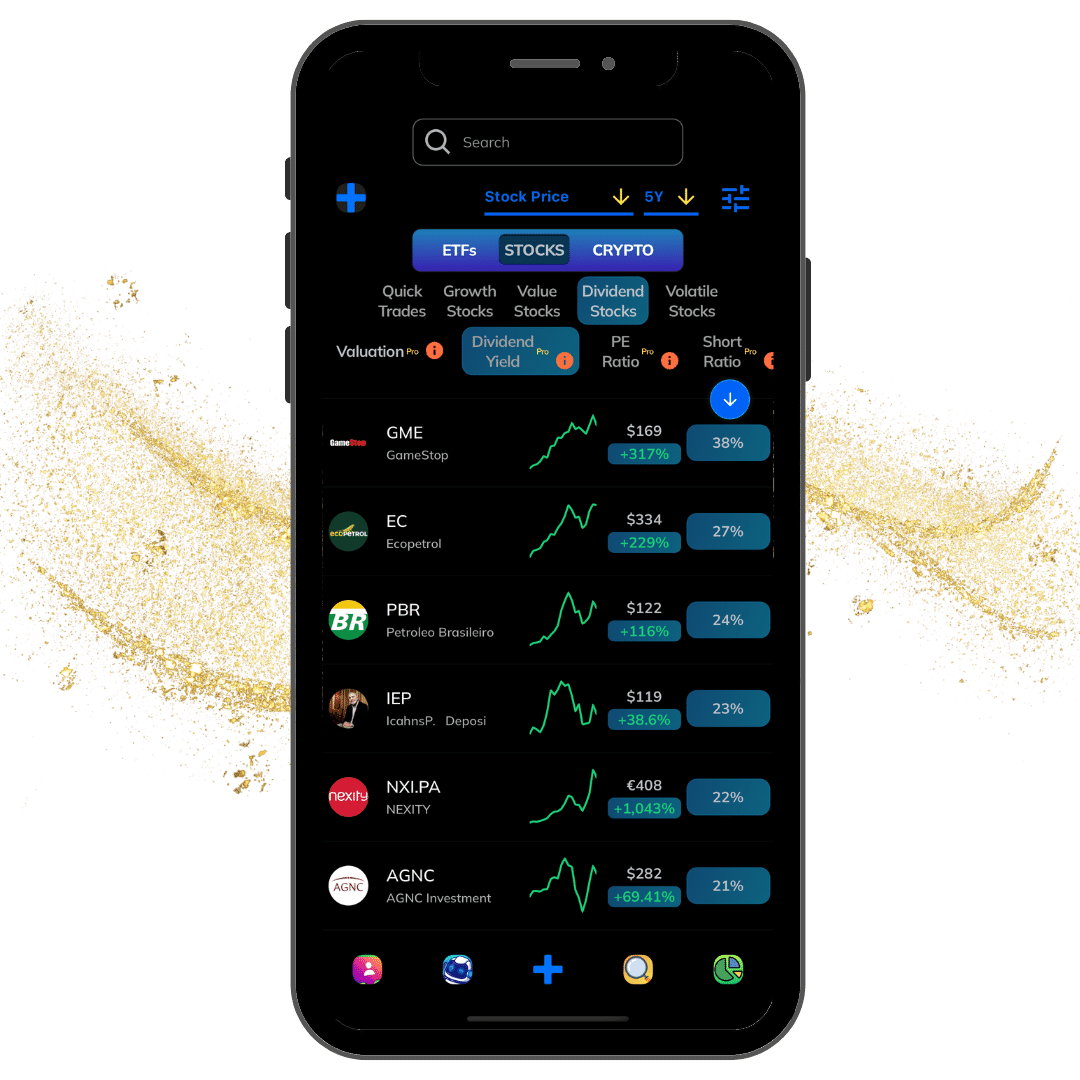 Search
Stock Price 5Y
ETFs STOCKS CRYPTO
Quick Growth Value Dividend Volatile
Trades Stocks Stocks Stocks Stocks
Valuation Pro i Dividend Pro PE Pro Short Pro
Yield i Ratio i Ratio i
GME $169
GameStop 38%
GameStop +317%
EC $334
ECOPETROL 27%
Ecopetrol +229%
PBR $122
BR 24%
Petroleo Brasileiro +116%
IEP $119
23%
IcahnsP. Deposi +38.6%
NXI.PA €408
nexity 22%
NEXITY +1,043%
AGNC $282
AGNC 21%
AGNC Investment +69.41%